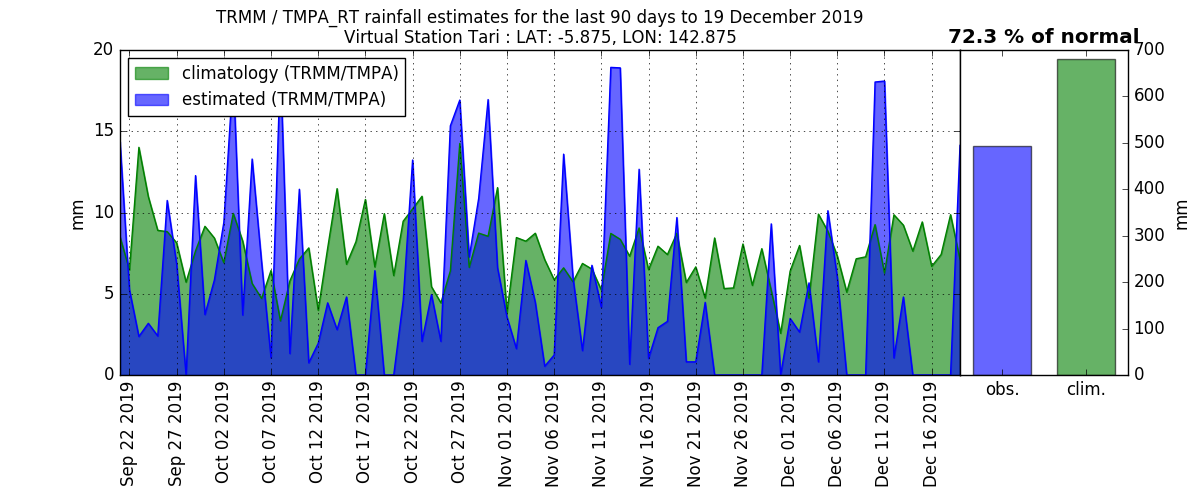 TRMM / TMPA_RT rainfall estimates for the last 90 days to 19 December 2019
Virtual Station Tari : LAT: -5.875, LON: 142.875
72.3 % of normal
climatology (TRMM/TMPA)
estimated (TRMM/TMPA)
20
15
10
5
0
mm
700
600
500
400
300
200
100
0
mm
Sep 22 2019
Sep 27 2019
Oct 02 2019
Oct 07 2019
Oct 12 2019
Oct 17 2019
Oct 22 2019
Oct 27 2019
Nov 01 2019
Nov 06 2019
Nov 11 2019
Nov 16 2019
Nov 21 2019
Nov 26 2019
Dec 01 2019
Dec 06 2019
Dec 11 2019
Dec 16 2019
obs.
clim.